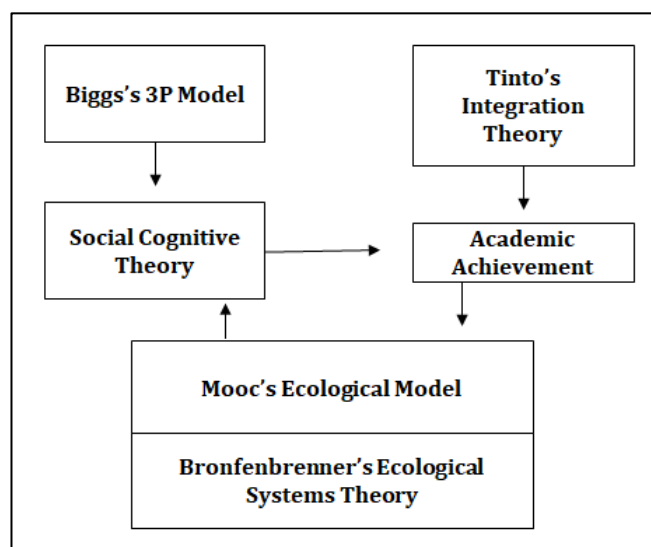 Biggs's 3P Model
Tinto's
Integration
Theory
Social Cognitive
Theory
Academic
Achievement
Mooc's Ecological Model
Bronfenbrenner's Ecological
Systems Theory